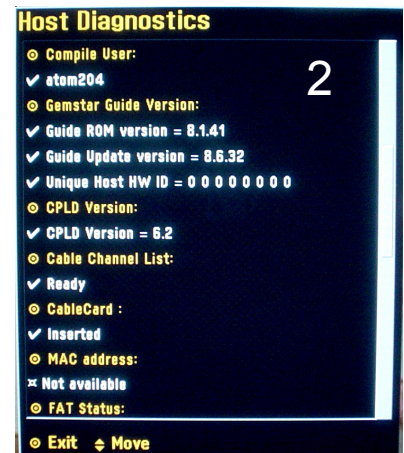 Host Diagnostics
Compile User:
2
atom204
Gemstar Guide Version:
Guide ROM version = 8.1.41
Guide Update version = 8.6.32
Unique Host HW ID = 0 0 0 0 0 0 0 0
CPLD Version:
CPLD Version = 6.2
Cable Channel List:
Ready
CableCard :
Inserted
MAC address:
Not available
FAT Status:
Exit Move